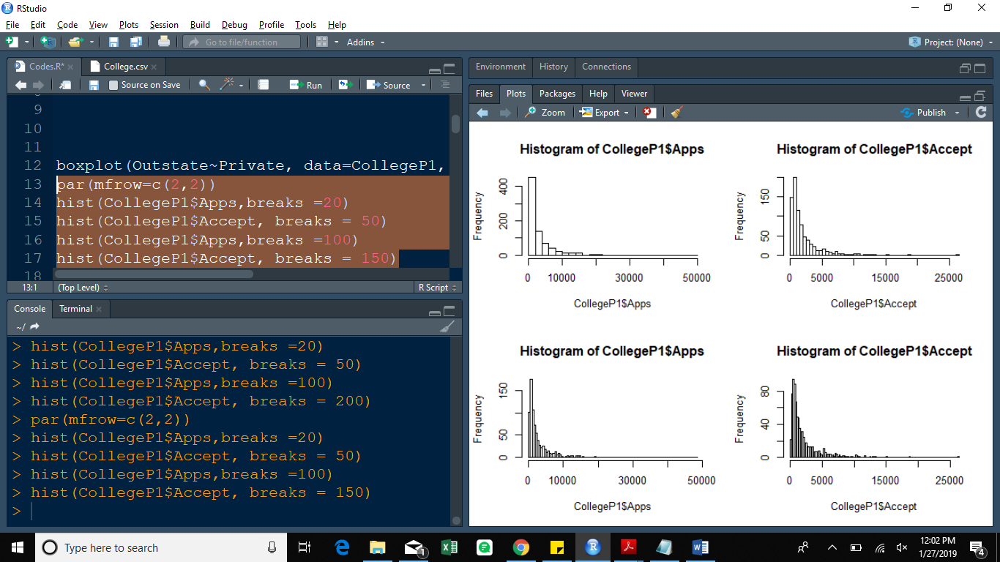 RStudio
File Edit Code View Plots Session Build Debug Profile Tools Help
Go to file/function Addins Project: (None)
Codes.R* College.csv
Source on Save Run Source
9
10
11
12 boxplot(Outstate~Private, data=CollegeP1,
13 par(mfrow=c(2,2))
14 hist(CollegeP1$Apps,breaks =20)
15 hist(CollegeP1$Accept, breaks = 50)
16 hist(CollegeP1$Apps,breaks =100)
17 hist(CollegeP1$Accept, breaks = 150)
18
13:1 (Top Level) R Script
Console Terminal
~/
> hist(CollegeP1$Apps,breaks =20)
> hist(CollegeP1$Accept, breaks = 50)
> hist(CollegeP1$Apps,breaks =100)
> hist(CollegeP1$Accept, breaks = 200)
> par(mfrow=c(2,2))
> hist(CollegeP1$Apps,breaks =20)
> hist(CollegeP1$Accept, breaks = 50)
> hist(CollegeP1$Apps,breaks =100)
> hist(CollegeP1$Accept, breaks = 150)
>
Environment History Connections
Files Plots Packages Help Viewer
Zoom Export Publish
Histogram of CollegeP1$Apps
Frequency
0 200 400
0 10000 30000 50000
CollegeP1$Apps
Histogram of CollegeP1$Accept
Frequency
0 50 150
0 5000 15000 25000
CollegeP1$Accept
Histogram of CollegeP1$Apps
Frequency
0 50 150
0 10000 30000 50000
CollegeP1$Apps
Histogram of CollegeP1$Accept
Frequency
0 40 80
0 5000 15000 25000
CollegeP1$Accept
Type here to search
1
12:02 PM
1/27/2019
4